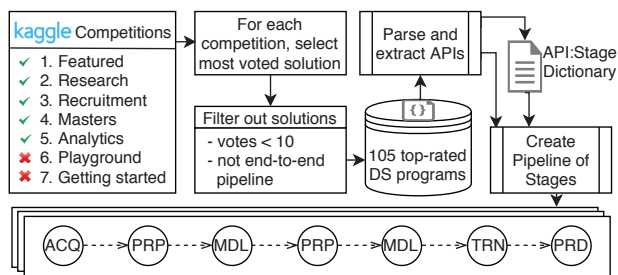 kaggle Competitions
1. Featured
2. Research
3. Recruitment
4. Masters
5. Analytics
6. Playground
7. Getting started
For each
competition, select
most voted solution
Filter out solutions
- votes < 10
- not end-to-end
pipeline
Parse and
extract APIs
{}
105 top-rated
DS programs
API:Stage
Dictionary
Create
Pipeline of
Stages
ACQ PRP MDL PRP MDL TRN PRD